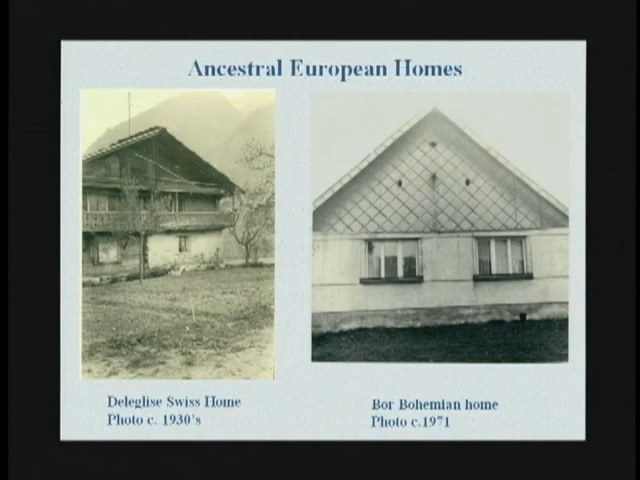 Ancestral European Homes
Deleglise Swiss Home
Photo c. 1930's
Bor Bohemian home
Photo c.1971